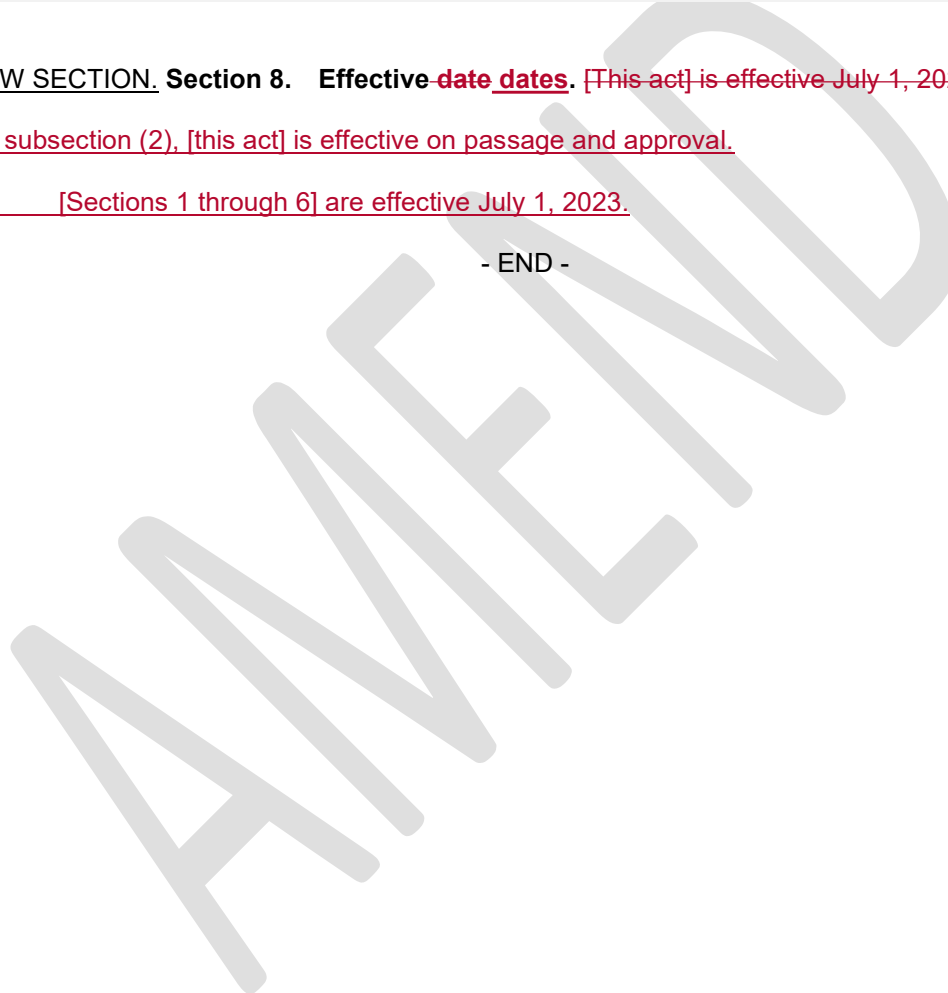 W SECTION. Section 8. Effective date dates. [This act] is effective July 1, 20
subsection (2), [this act] is effective on passage and approval.
[Sections 1 through 6] are effective July 1, 2023.
- END -
AMEND